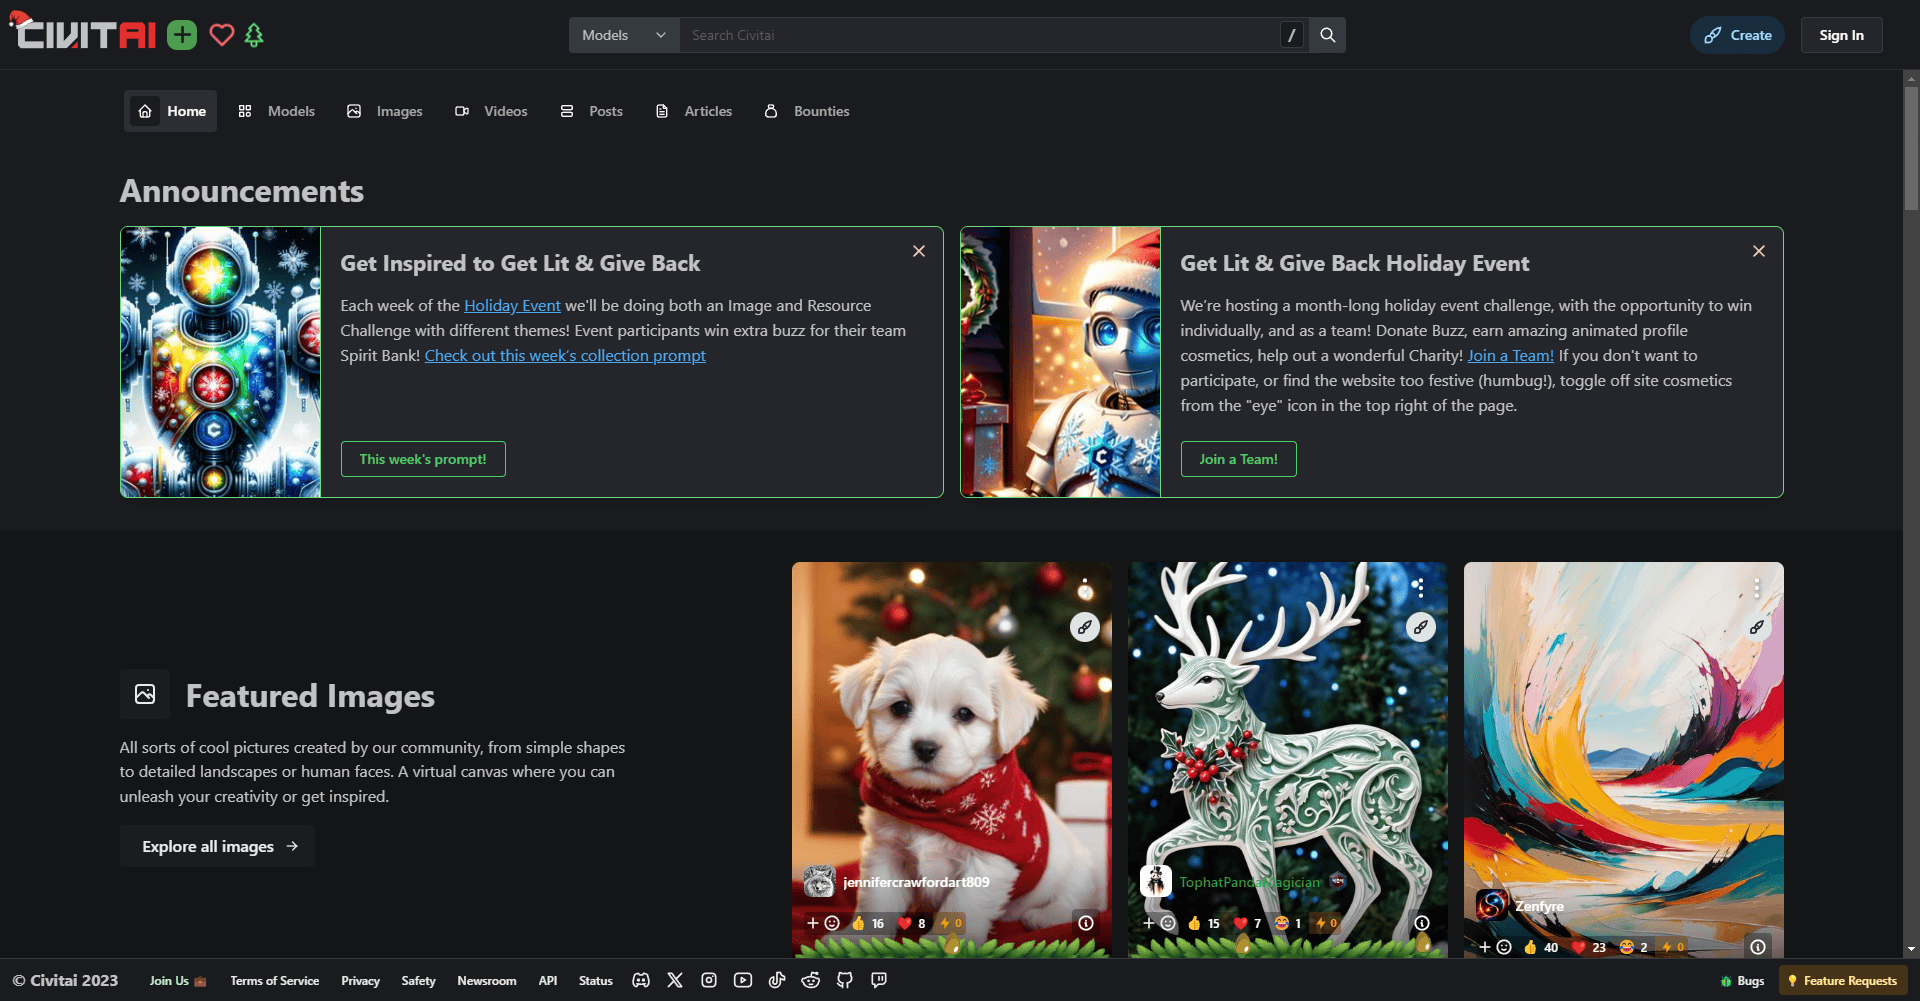 CIVITAI
Models
Search Civitai
/
Create
Sign In
Home
Models
Images
Videos
Posts
Articles
Bounties
Announcements
Get Inspired to Get Lit & Give Back
Each week of the Holiday Event we'll be doing both an Image and Resource
Challenge with different themes! Event participants win extra buzz for their team
Spirit Bank! Check out this week's collection prompt
This week's prompt!
Get Lit & Give Back Holiday Event
We're hosting a month-long holiday event challenge, with the opportunity to win
individually, and as a team! Donate Buzz, earn amazing animated profile
cosmetics, help out a wonderful Charity! Join a Team! If you don't want to
participate, or find the website too festive (humbug!), toggle off site cosmetics
from the "eye" icon in the top right of the page.
Join a Team!
Featured Images
All sorts of cool pictures created by our community, from simple shapes
to detailed landscapes or human faces. A virtual canvas where you can
unleash your creativity or get inspired.
Explore all images
jennifercrawfordart809
16 8 0
TophatPandaMagician
15 7 1 0
Zenfyre
40 23 2 0
© Civitai 2023
Join Us
Terms of Service
Privacy
Safety
Newsroom
API
Status
Bugs
Feature Requests